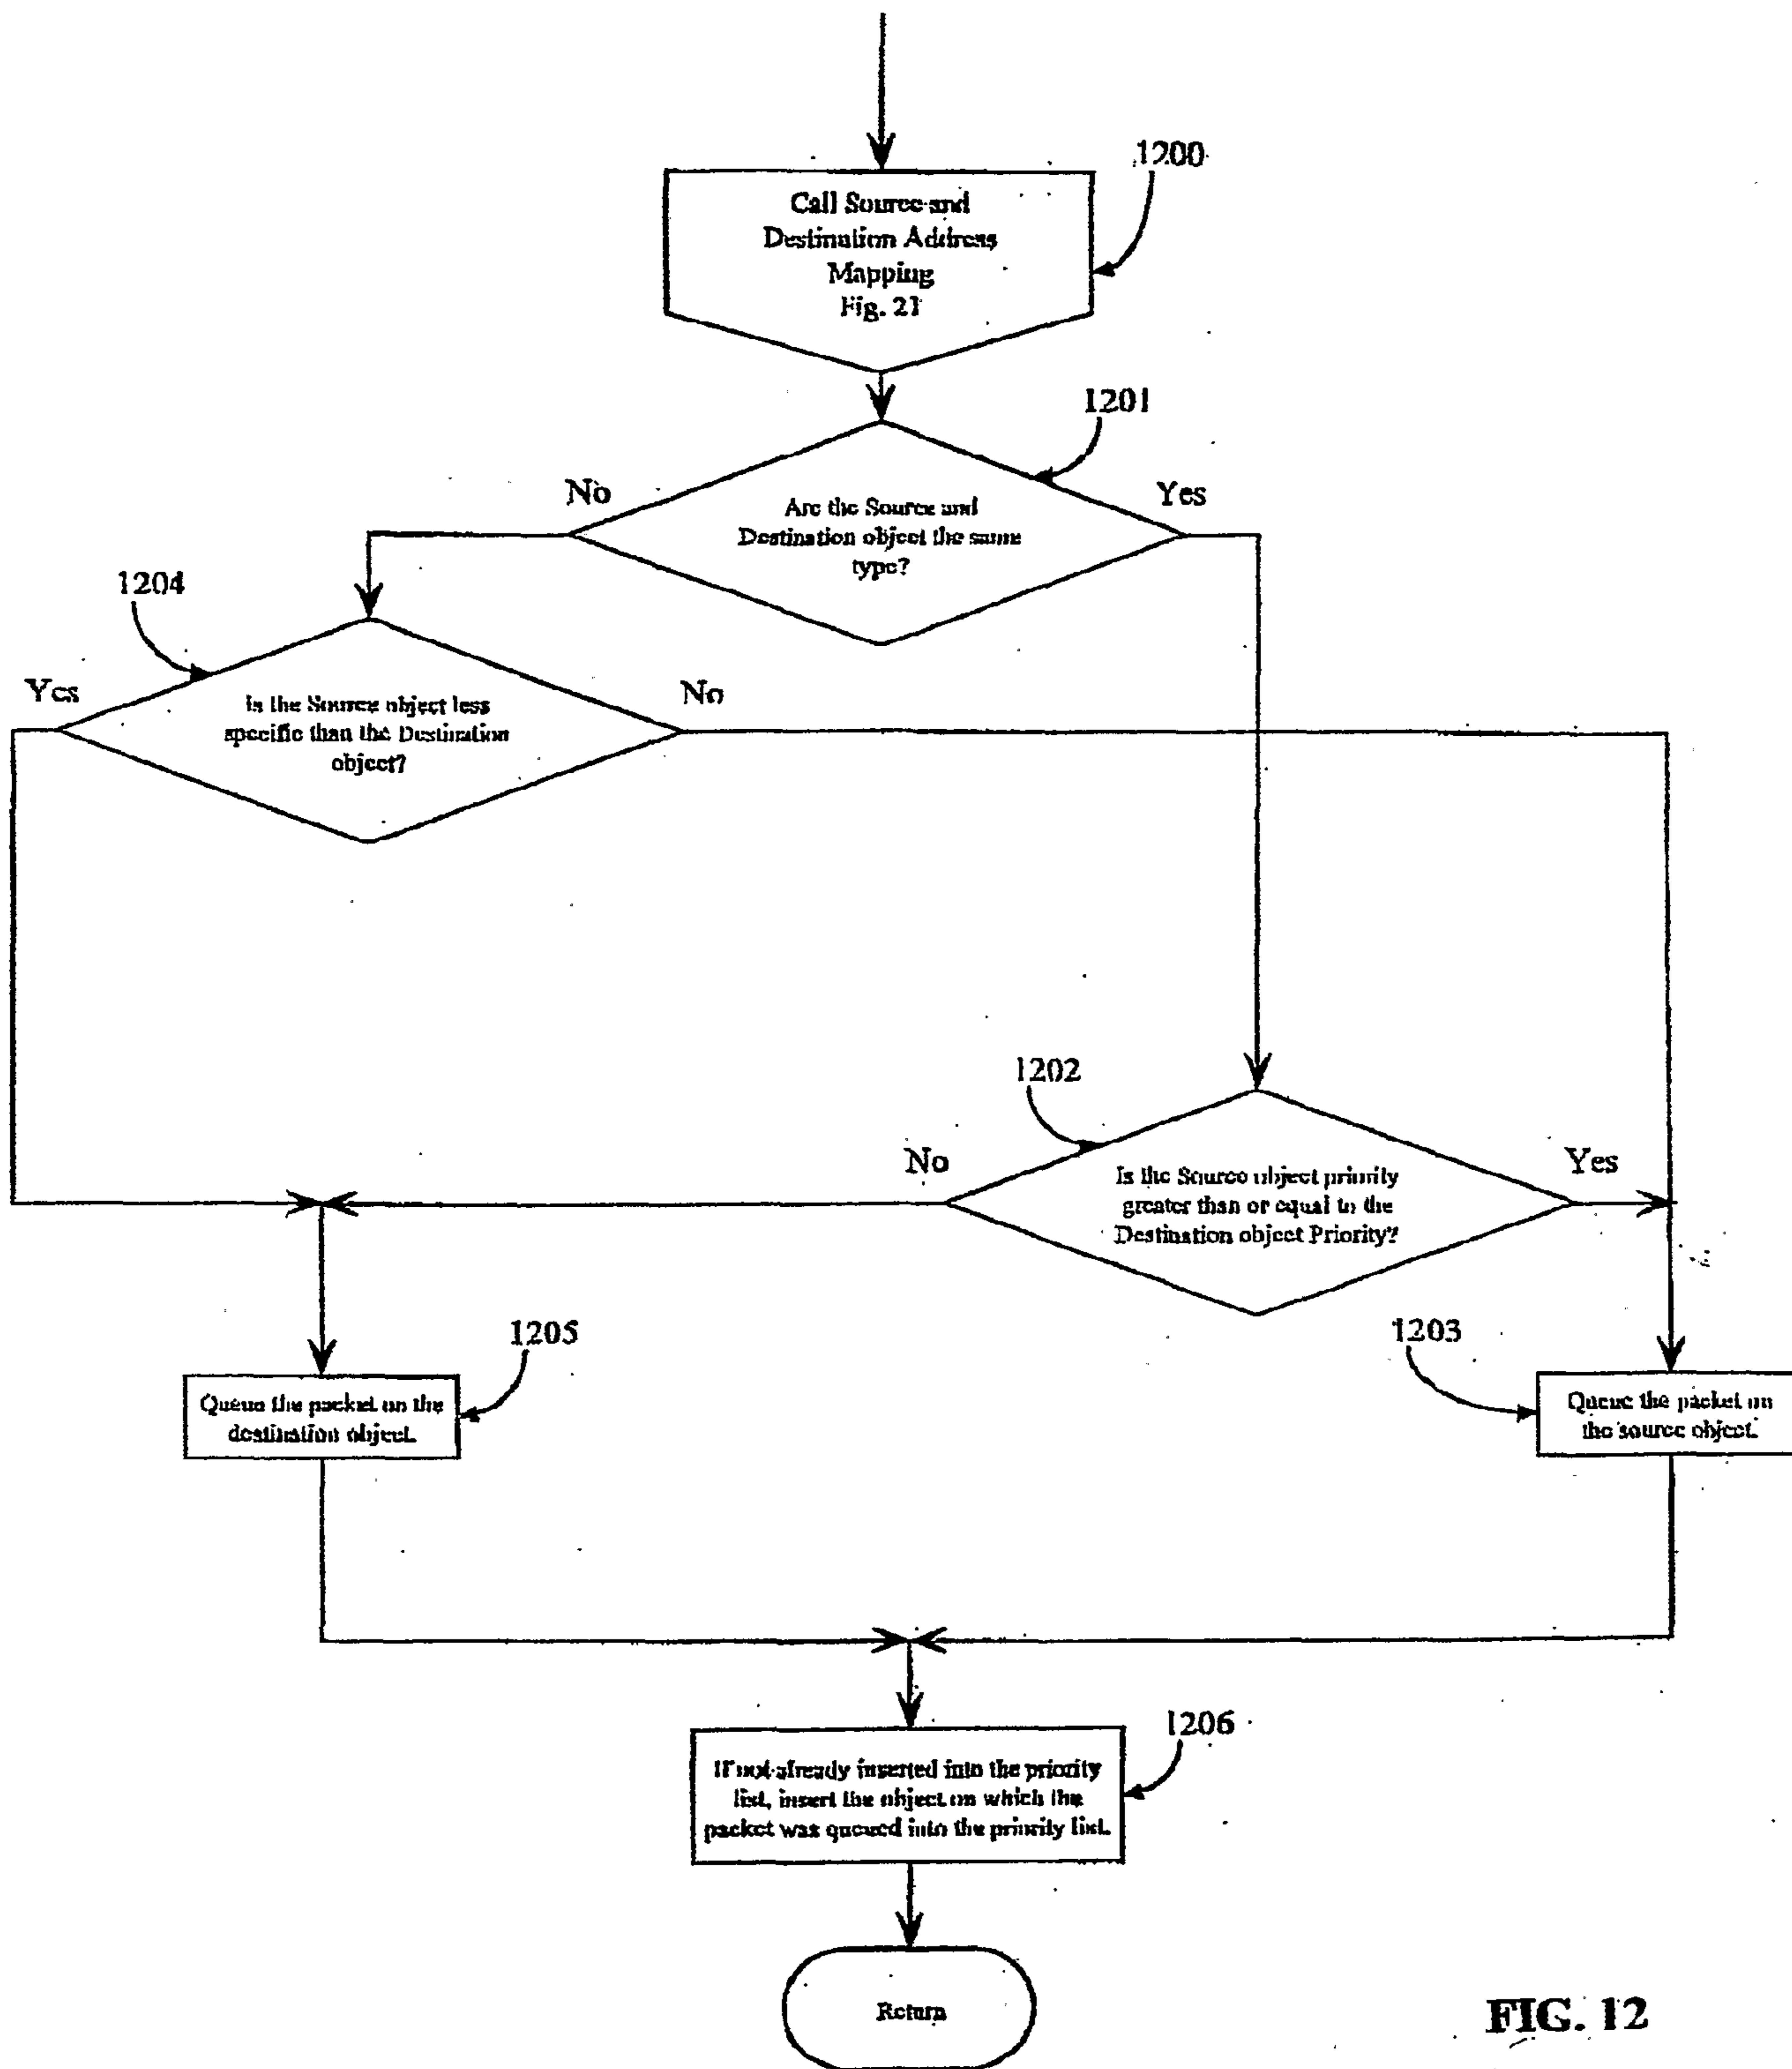 1200
Call Source and
Destination Address
Mapping
Fig. 21
1201
No
Yes
Are the Source and
Destination object the same
type?
1204
Yes
No
Is the Source object less
specific than the Destination
object?
1202
No
Yes
Is the Source object priority
greater than or equal to the
Destination object Priority?
1205
1203
Queue the packet on the
destination object.
Queue the packet on
the source object.
1206
If not already inserted into the priority
list, insert the object on which the
packet was queued into the priority list.
Return
FIG. 12